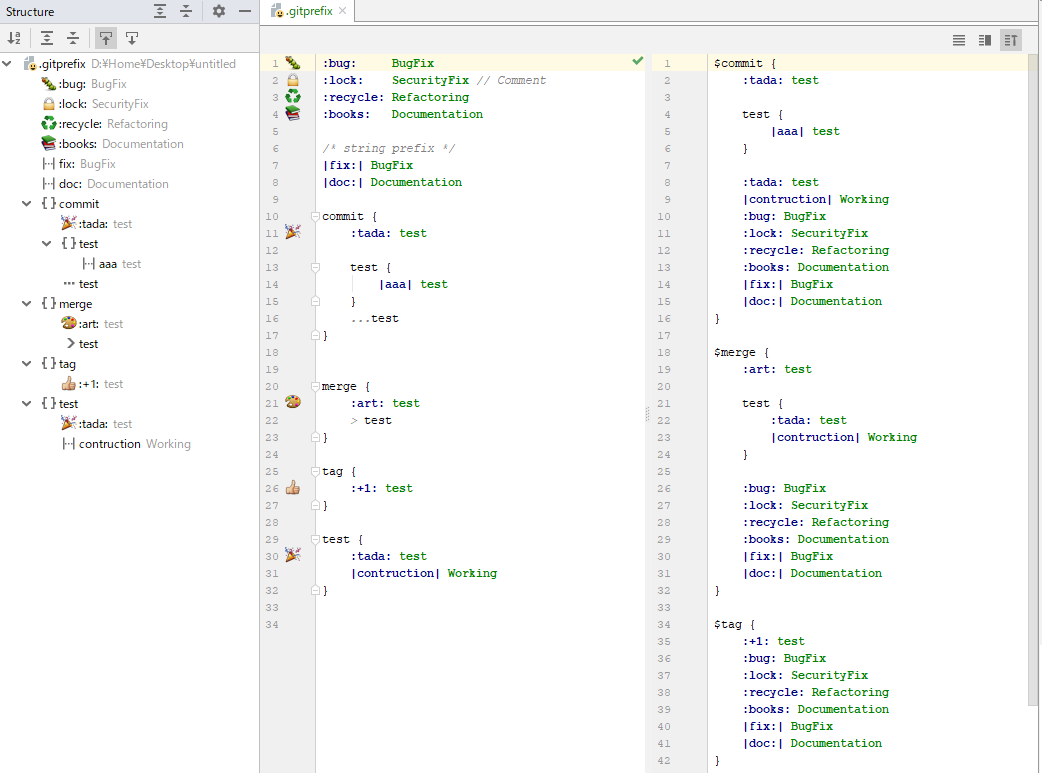 Structure
.gitprefix D:¥Home¥Desktop¥untitled
:bug: BugFix
:lock: SecurityFix
:recycle: Refactoring
:books: Documentation
fix: BugFix
doc: Documentation
{} commit
:tada: test
{} test
aaa test
... test
{} merge
:art: test
> test
{} tag
:+1: test
{} test
:tada: test
contruction Working
.gitprefix
1 :bug: BugFix
2 :lock: SecurityFix // Comment
3 :recycle: Refactoring
4 :books: Documentation
5
6 /* string prefix */
7 |fix:| BugFix
8 |doc:| Documentation
9
10 commit {
11 :tada: test
12
13 test {
14 |aaa| test
15 }
16 ...test
17 }
18
19
20 merge {
21 :art: test
22 > test
23 }
24
25 tag {
26 :+1: test
27 }
28
29 test {
30 :tada: test
31 |contruction| Working
32 }
33
34
1 $commit {
2 :tada: test
3
4 test {
5 |aaa| test
6 }
7
8 :tada: test
9 |contruction| Working
10 :bug: BugFix
11 :lock: SecurityFix
12 :recycle: Refactoring
13 :books: Documentation
14 |fix:| BugFix
15 |doc:| Documentation
16 }
17
18 $merge {
19 :art: test
20
21 test {
22 :tada: test
23 |contruction| Working
24 }
25
26 :bug: BugFix
27 :lock: SecurityFix
28 :recycle: Refactoring
29 :books: Documentation
30 |fix:| BugFix
31 |doc:| Documentation
32 }
33
34 $tag {
35 :+1: test
36 :bug: BugFix
37 :lock: SecurityFix
38 :recycle: Refactoring
39 :books: Documentation
40 |fix:| BugFix
41 |doc:| Documentation
42 }